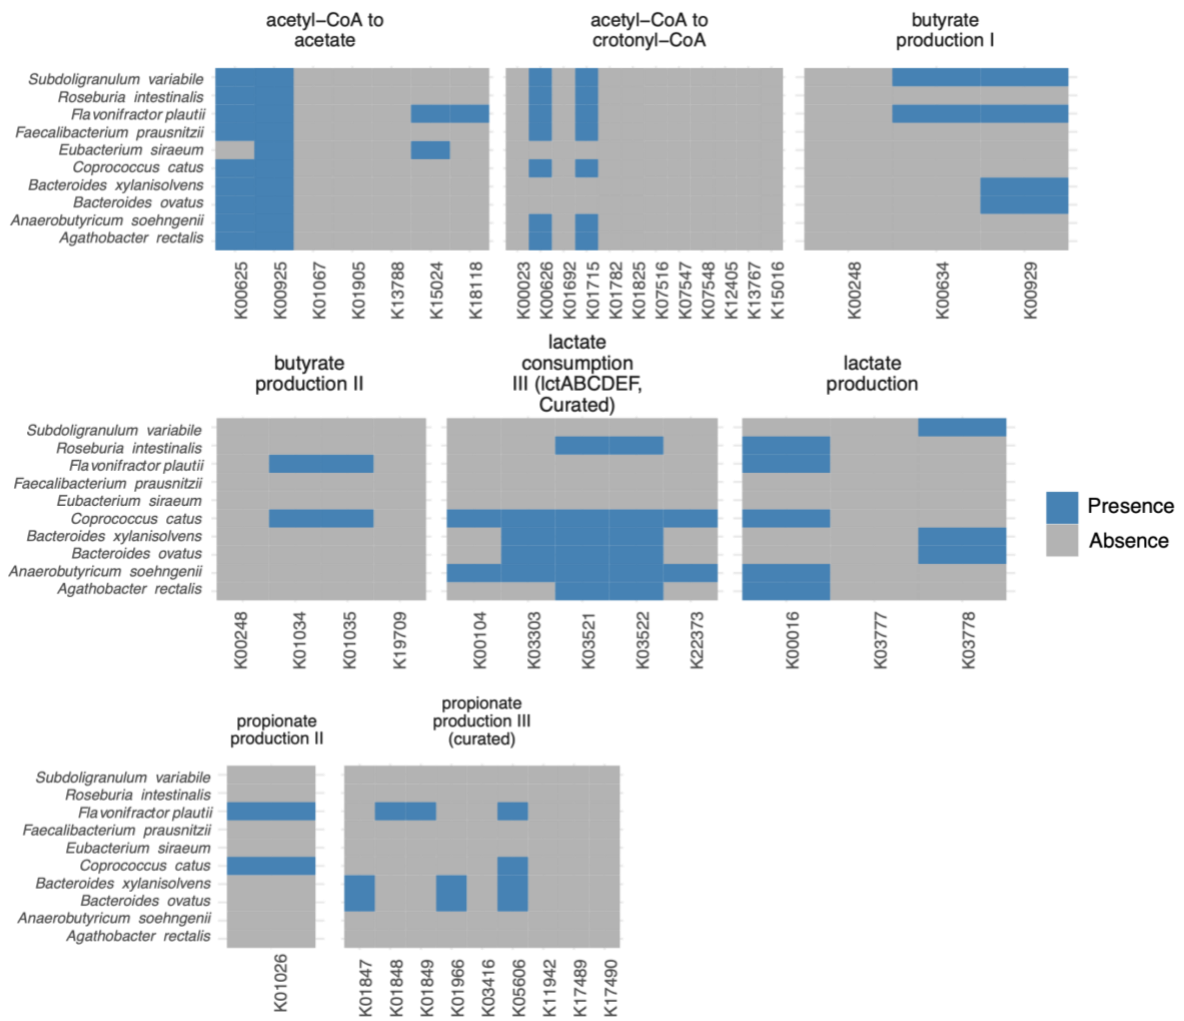 acetyl−CoA to
acetate
acetyl−CoA to
crotonyl−CoA
butyrate
production I
Subdoligranulum variabile
Roseburia intestinalis
Flavonifractor plautii
Faecalibacterium prausnitzii
Eubacterium siraeum
Coprococcus catus
Bacteroides xylanisolvens
Bacteroides ovatus
Anaerobutyricum soehngenii
Agathobacter rectalis
K00625
K00925
K01067
K01905
K13788
K15024
K18118
K00023
K00626
K01692
K01715
K01782
K01825
K07516
K07547
K07548
K12405
K13767
K15016
K00248
K00634
K00929
butyrate
production II
lactate
consumption
III (lctABCDEF,
Curated)
lactate
production
Subdoligranulum variabile
Roseburia intestinalis
Flavonifractor plautii
Faecalibacterium prausnitzii
Eubacterium siraeum
Coprococcus catus
Bacteroides xylanisolvens
Bacteroides ovatus
Anaerobutyricum soehngenii
Agathobacter rectalis
K00248
K01034
K01035
K19709
K00104
K03303
K03521
K03522
K22373
K00016
K03777
K03778
Presence
Absence
propionate
production II
propionate
production III
(curated)
Subdoligranulum variabile
Roseburia intestinalis
Flavonifractor plautii
Faecalibacterium prausnitzii
Eubacterium siraeum
Coprococcus catus
Bacteroides xylanisolvens
Bacteroides ovatus
Anaerobutyricum soehngenii
Agathobacter rectalis
K01026
K01847
K01848
K01849
K01966
K03416
K05606
K11942
K17489
K17490